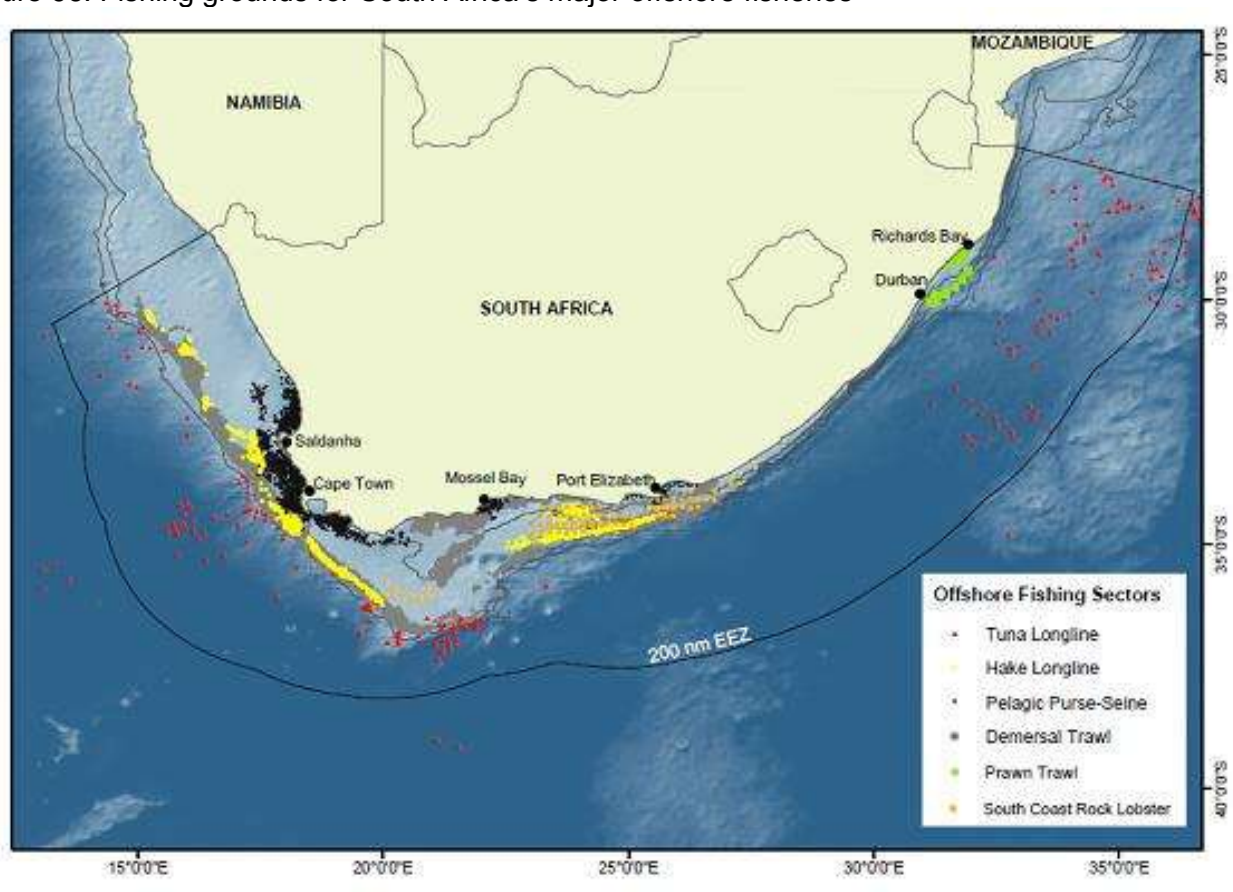 MOZAMBIQUE
NAMIBIA
25°0'0"S
Richards Bay
Durban
30°0'0"S
SOUTH AFRICA
Saldanha
Cape Town
Mossel Bay
Port Elizabeth
35°0'0"S
Offshore Fishing Sectors
Tuna Longline
Hake Longline
Pelagic Purse-Seine
Demersal Trawl
Prawn Trawl
South Coast Rock Lobster
200 nm EEZ
40°0'0"S
15°0'0"E
20°0'0"E
25°0'0"E
30°0'0"E
35°0'0"E